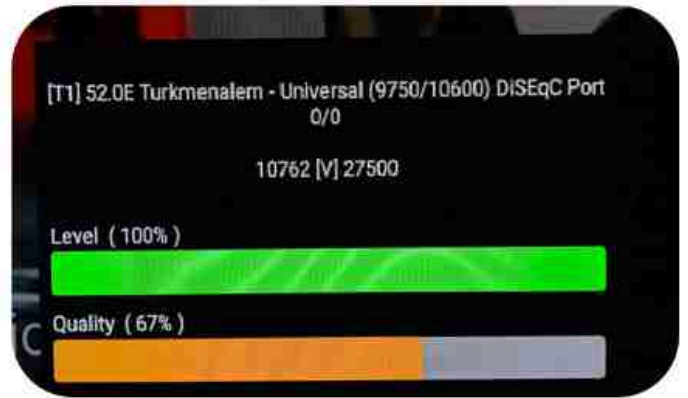 [T1] 52.0E Turkmenalem - Universal (9750/10600) DiSEqC Port
0/0
10762 [V] 27500
Level ( 100% )
Quality ( 67% )